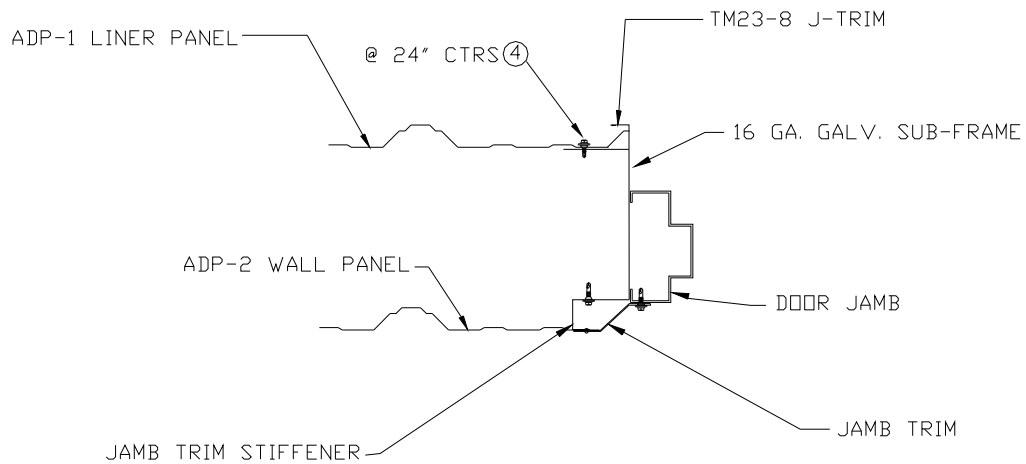 TM23-8 J-TRIM
ADP-1 LINER PANEL
@ 24" CTRS 4
16 GA. GALV. SUB-FRAME
ADP-2 WALL PANEL
DOOR JAMB
JAMB TRIM
JAMB TRIM STIFFENER